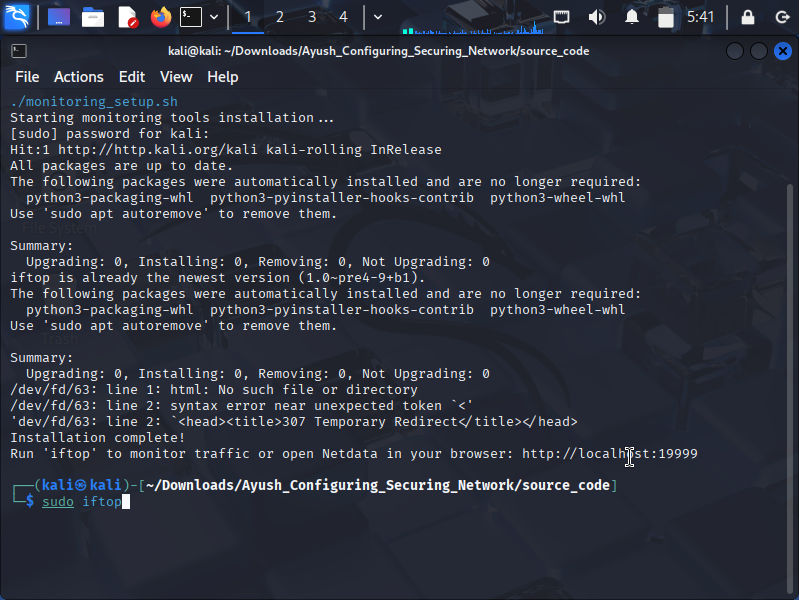 1 2 3 4 5:41
kali@kali: ~/Downloads/Ayush_Configuring_Securing_Network/source_code
File Actions Edit View Help
./monitoring_setup.sh
Starting monitoring tools installation...
[sudo] password for kali:
Hit:1 http://http.kali.org/kali kali-rolling InRelease
All packages are up to date.
The following packages were automatically installed and are no longer required:
  python3-packaging-whl  python3-pyinstaller-hooks-contrib  python3-wheel-whl
Use 'sudo apt autoremove' to remove them.
File System
Summary:
  Upgrading: 0, Installing: 0, Removing: 0, Not Upgrading: 0
iftop is already the newest version (1.0~pre4-9+b1).
The following packages were automatically installed and are no longer required:
  python3-packaging-whl  python3-pyinstaller-hooks-contrib  python3-wheel-whl
Use 'sudo apt autoremove' to remove them.
Trash
Summary:
  Upgrading: 0, Installing: 0, Removing: 0, Not Upgrading: 0
/dev/fd/63: line 1: html: No such file or directory
/dev/fd/63: line 2: syntax error near unexpected token `<'
'dev/fd/63: line 2: `<head><title>307 Temporary Redirect</title></head>
Installation complete!
Run 'iftop' to monitor traffic or open Netdata in your browser: http://localhost:19999
┌──(kali㉿kali)-[~/Downloads/Ayush_Configuring_Securing_Network/source_code]
└─$ sudo iftop